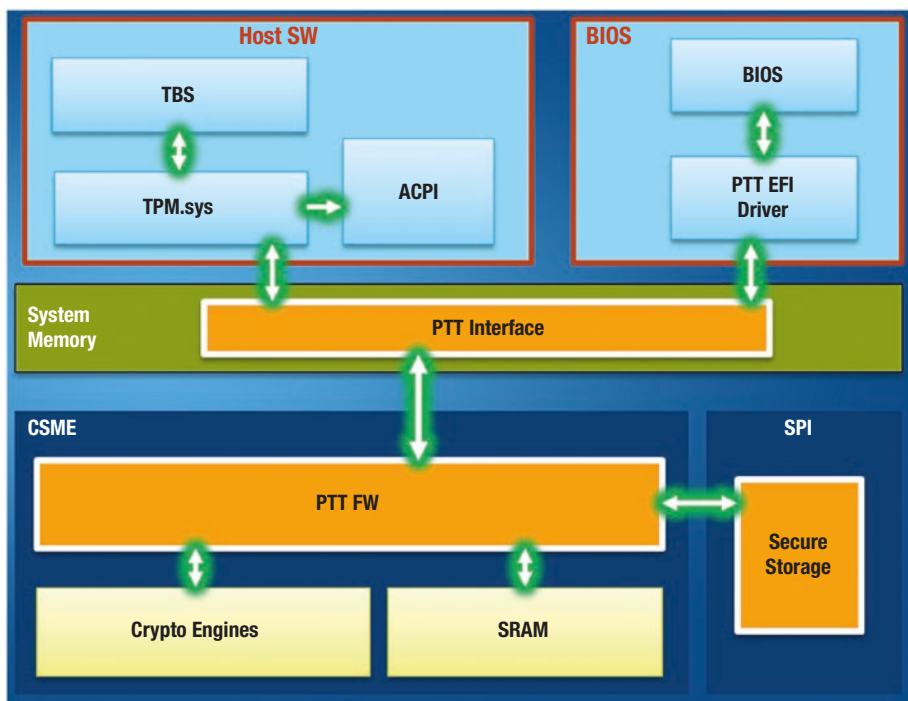 Host SW
TBS
TPM.sys
ACPI
BIOS
BIOS
PTT EFI
Driver
System
Memory
PTT Interface
CSME
PTT FW
Crypto Engines
SRAM
SPI
Secure
Storage